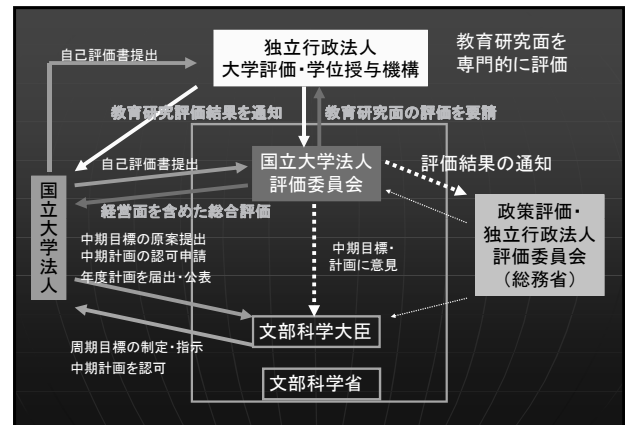 自己評価書提出
独立行政法人
大学評価・学位授与機構
教育研究面を
専門的に評価
教育研究評価結果を通知
教育研究面の評価を要請
自己評価書提出
国立大学法人
評価委員会
評価結果の通知
国立大学法人
経営面を含めた総合評価
政策評価・
独立行政法人
評価委員会
（総務省）
中期目標の原案提出
中期計画の認可申請
年度計画を届出・公表
中期目標・
計画に意見
文部科学大臣
周期目標の制定・指示
中期計画を認可
文部科学省